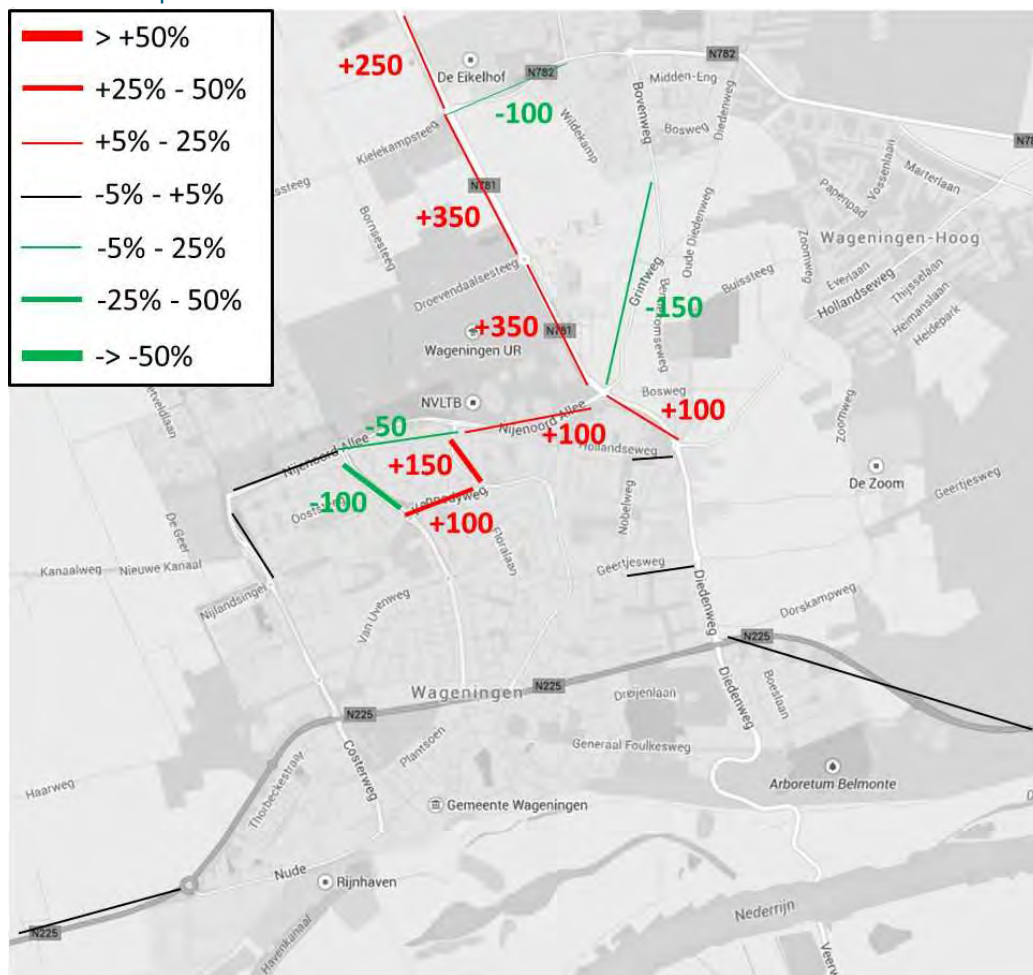 > +50%
+25% - 50%
+5% - 25%
-5% - +5%
-5% - 25%
-25% - 50%
-> -50%
+250
De Eikelhof
N782
N782
Midden-Eng
-100
Wildekamp
Bovenweg
Bosweg
Diedenweg
Kielekampsteeg
N781
Bornsesteeg
+350
Oude Diedenweg
Papenpad
Vossenlaan
Marterlaan
Wageningen-Hoog
Zoomweg
Everlaan
Hollandseweg
Thijsselaan
Heimanslaan
Heidepark
Droevendaalsesteeg
Grintweg
Buissteeg
-150
+350
N781
Wageningen UR
Bosweg
NVLTB
Nijenoord Allee
+100
+100
Zoomweg
-50
Nijenoord Allee
+150
De Zoom
Geertjesweg
-100
+100
Nobelweg
De Geer
Floralaan
Kanaalweg
Nieuwe Kanaal
Geertjesweg
Nijlandsingel
Van Uvenweg
Diedenweg
Dorskampweg
N225
Wageningen
N225
Dreijenlaan
Diedenweg
Boeslaan
N225
Plantsoen
Generaal Foulkesweg
Costerweg
Haarweg
Thorbeckestraat
Arboretum Belmonte
Gemeente Wageningen
Nude
Rijnhaven
Nederrijn
N225
Havenkanaal